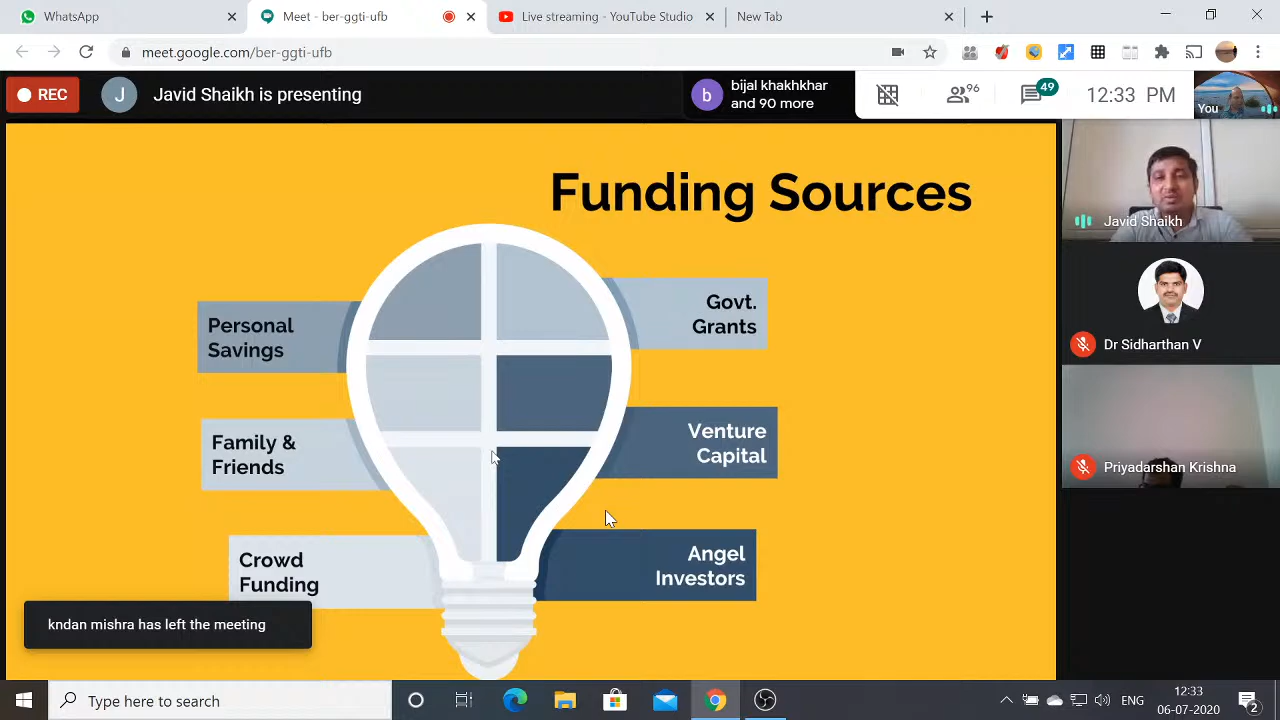 WhatsApp
Meet - ber-ggti-ufb
Live streaming - YouTube Studio
New Tab
meet.google.com/ber-ggti-ufb
REC
J
Javid Shaikh is presenting
b
bijal khakhkhar
and 90 more
96
49
12:33 PM
You
Funding Sources
Personal
Savings
Govt.
Grants
Family &
Friends
Venture
Capital
Crowd
Funding
Angel
Investors
Javid Shaikh
Dr Sidharthan V
Priyadarshan Krishna
kndan mishra has left the meeting
Type here to search
ENG
12:33
06-07-2020
2